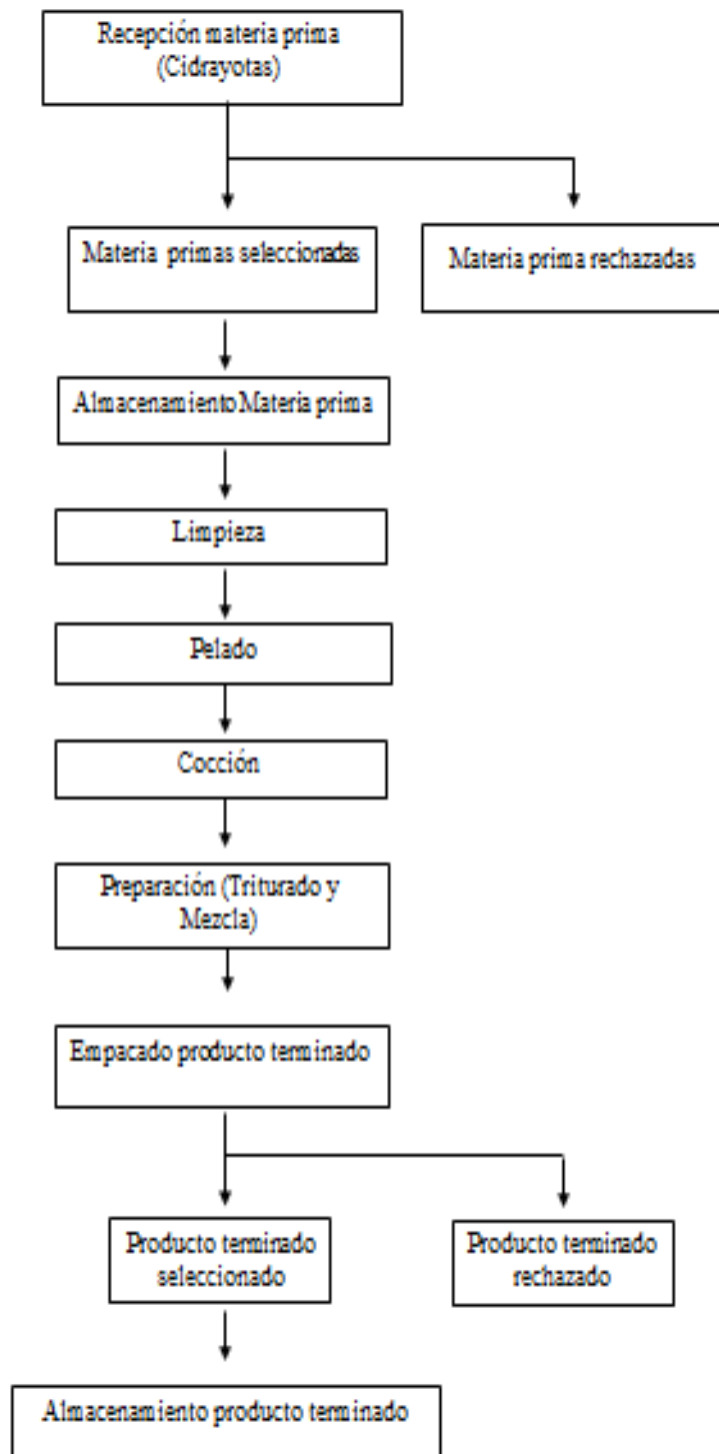 Recepción materia prima
(Cidrayotas)
Materia primas seleccionadas
Materia prima rechazadas
Almacenamiento Materia prima
Limpieza
Pelado
Cocción
Preparación (Triturado y
Mezcla)
Empacado producto terminado
Producto terminado
seleccionado
Producto terminado
rechazado
Almacenamiento producto terminado